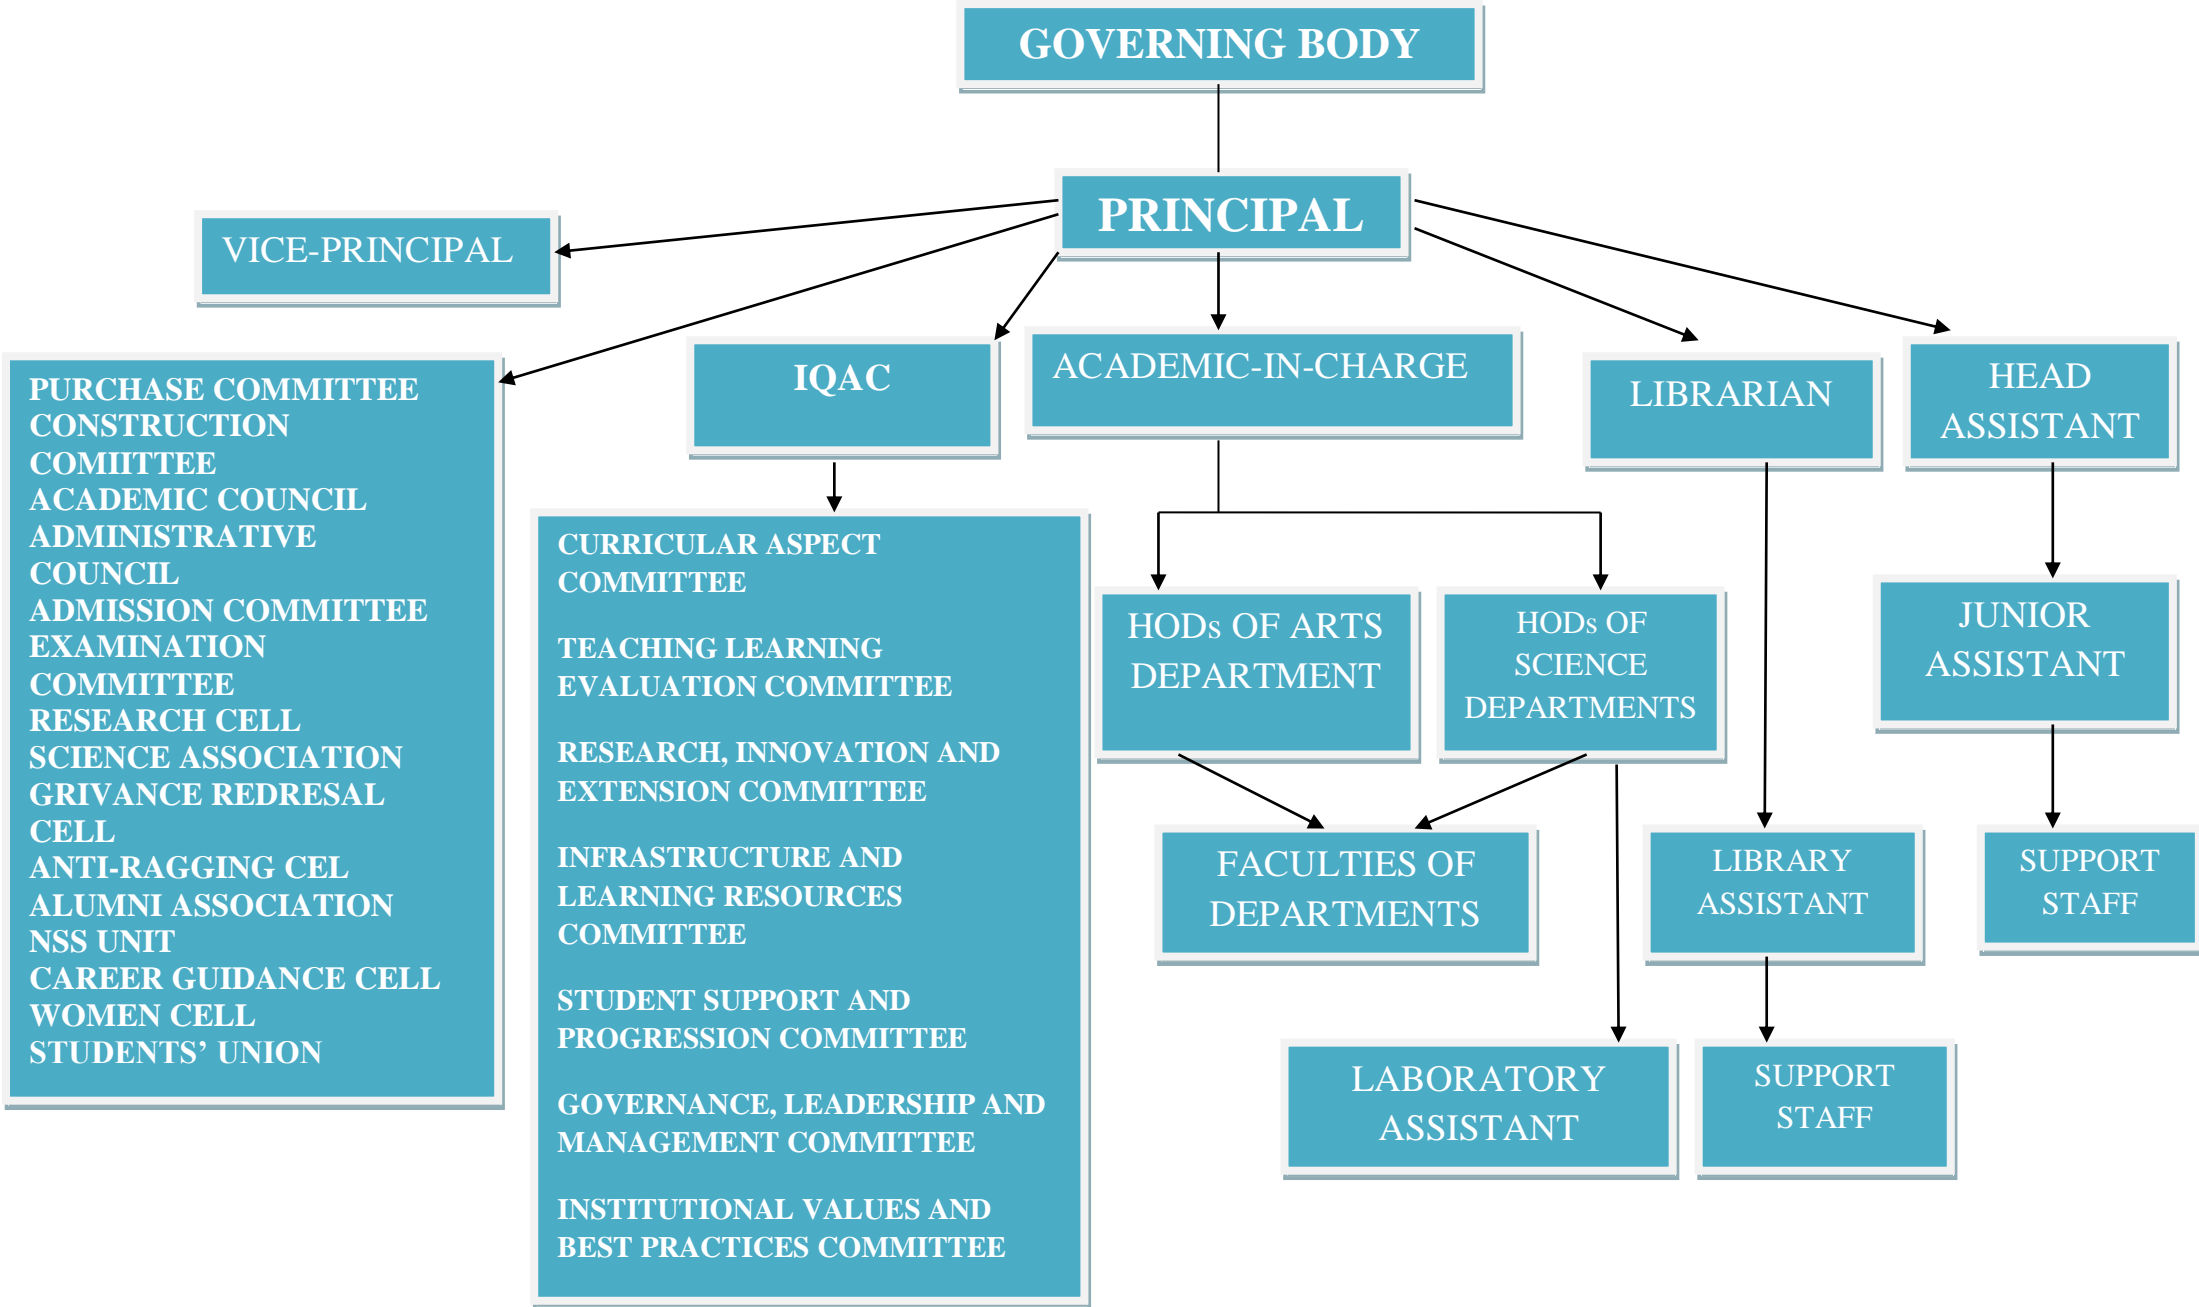 GOVERNING BODY
PRINCIPAL
VICE-PRINCIPAL
PURCHASE COMMITTEE
CONSTRUCTION
COMIITTEE
ACADEMIC COUNCIL
ADMINISTRATIVE
COUNCIL
ADMISSION COMMITTEE
EXAMINATION
COMMITTEE
RESEARCH CELL
SCIENCE ASSOCIATION
GRIVANCE REDRESAL
CELL
ANTI-RAGGING CEL
ALUMNI ASSOCIATION
NSS UNIT
CAREER GUIDANCE CELL
WOMEN CELL
STUDENTS’ UNION
IQAC
CURRICULAR ASPECT
COMMITTEE
TEACHING LEARNING
EVALUATION COMMITTEE
RESEARCH, INNOVATION AND
EXTENSION COMMITTEE
INFRASTRUCTURE AND
LEARNING RESOURCES
COMMITTEE
STUDENT SUPPORT AND
PROGRESSION COMMITTEE
GOVERNANCE, LEADERSHIP AND
MANAGEMENT COMMITTEE
INSTITUTIONAL VALUES AND
BEST PRACTICES COMMITTEE
ACADEMIC-IN-CHARGE
HODs OF ARTS
DEPARTMENT
HODs OF
SCIENCE
DEPARTMENTS
FACULTIES OF
DEPARTMENTS
LABORATORY
ASSISTANT
LIBRARIAN
LIBRARY
ASSISTANT
SUPPORT
STAFF
HEAD
ASSISTANT
JUNIOR
ASSISTANT
SUPPORT
STAFF